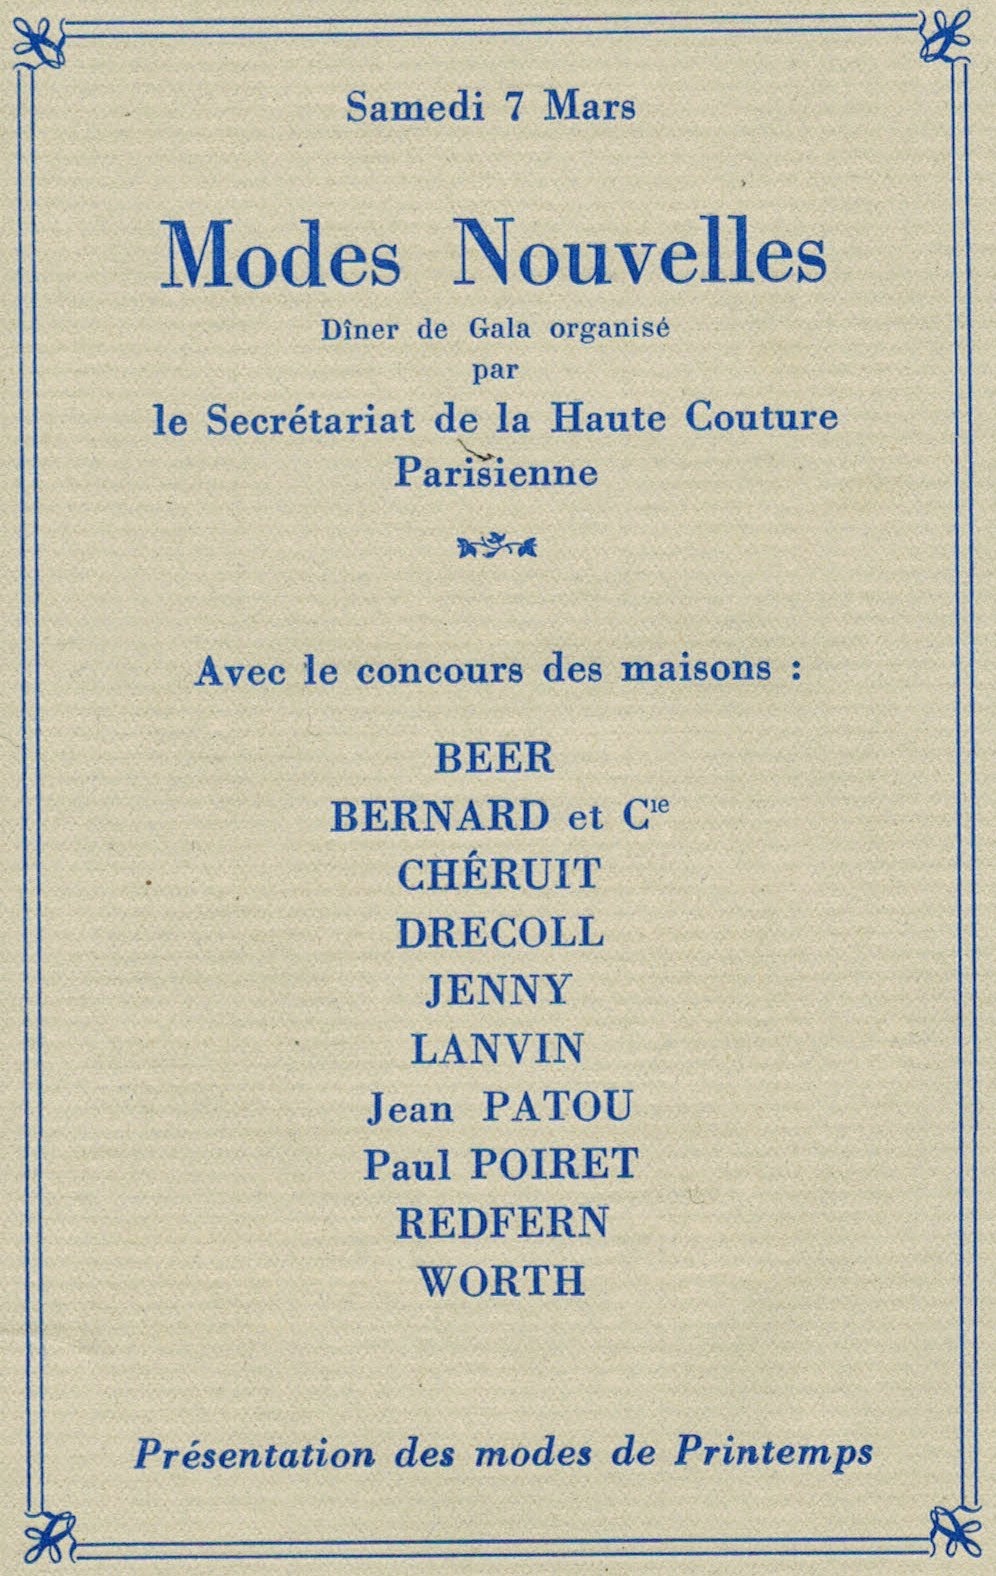 Samedi 7 Mars
Modes Nouvelles
Dîner de Gala organisé
par
le Secrétariat de la Haute Couture
Parisienne
Avec le concours des maisons :
BEER
BERNARD et Cie
CHÉRUIT
DRECOLL
JENNY
LANVIN
Jean PATOU
Paul POIRET
REDFERN
WORTH
Présentation des modes de Printemps